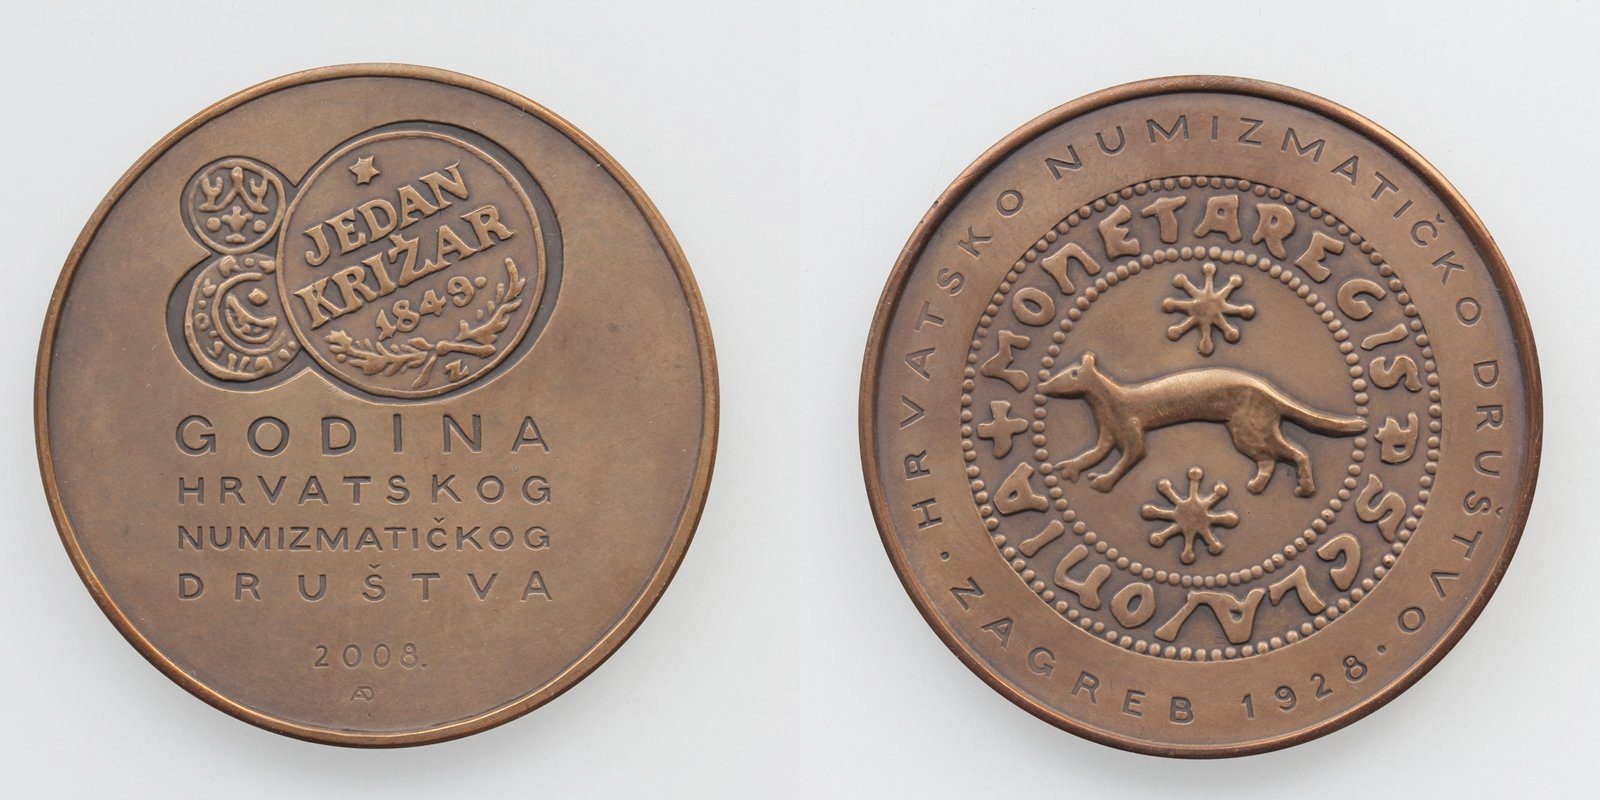 JEDAN
KRIŽAR
1849.
Z
GODINA
HRVATSKOG
NUMIZMATIČKOG
DRUŠTVA
2008.
HRVATSKO NUMIZMATIČKO DRUŠTVO
· ZAGREB 1928 ·
+ MONETA REGIS P SCLAVONIA